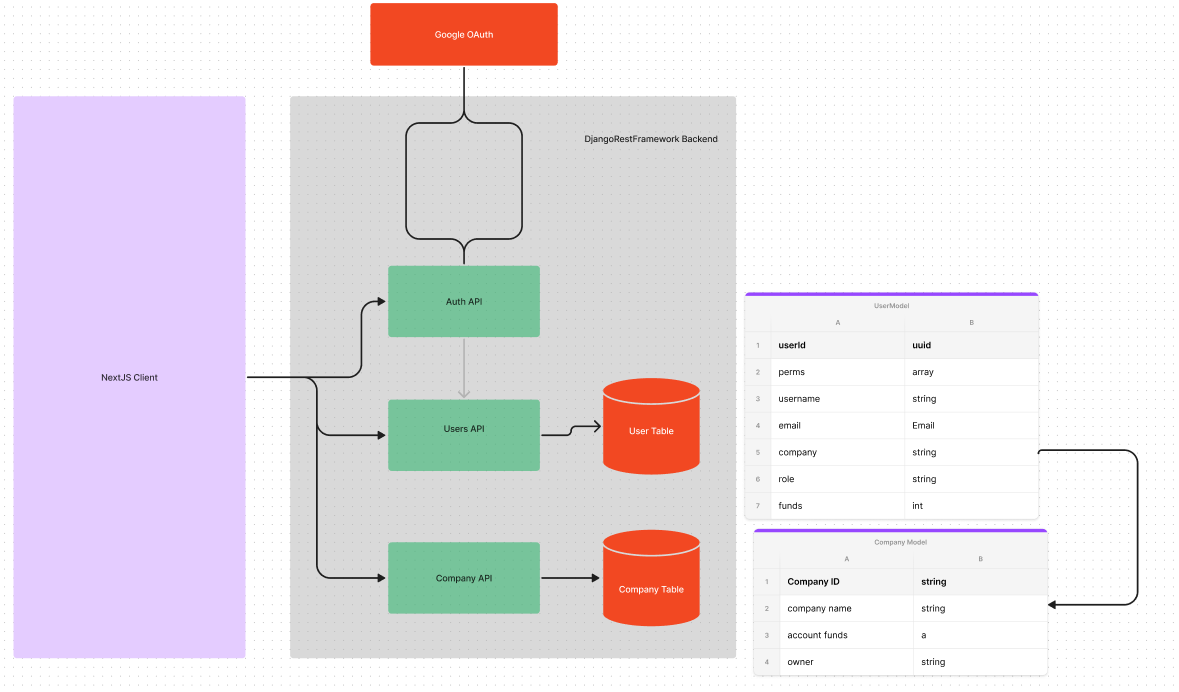 Google OAuth
DjangoRestFramework Backend
NextJS Client
Auth API
Users API
User Table
Company API
Company Table
UserModel
A B
1 userId uuid
2 perms array
3 username string
4 email Email
5 company string
6 role string
7 funds int
Company Model
A B
1 Company ID string
2 company name string
3 account funds a
4 owner string